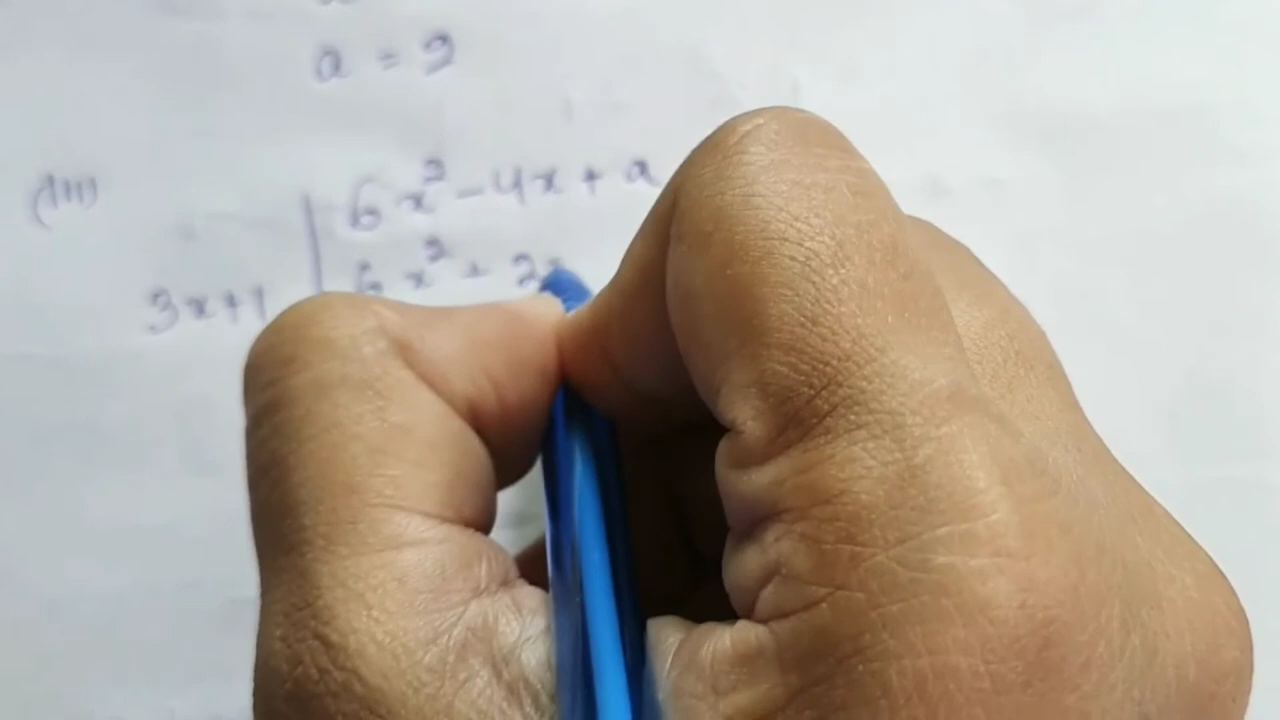 a = 2
(III) 6x² - 4x + a
3x+1 6x² + 2x